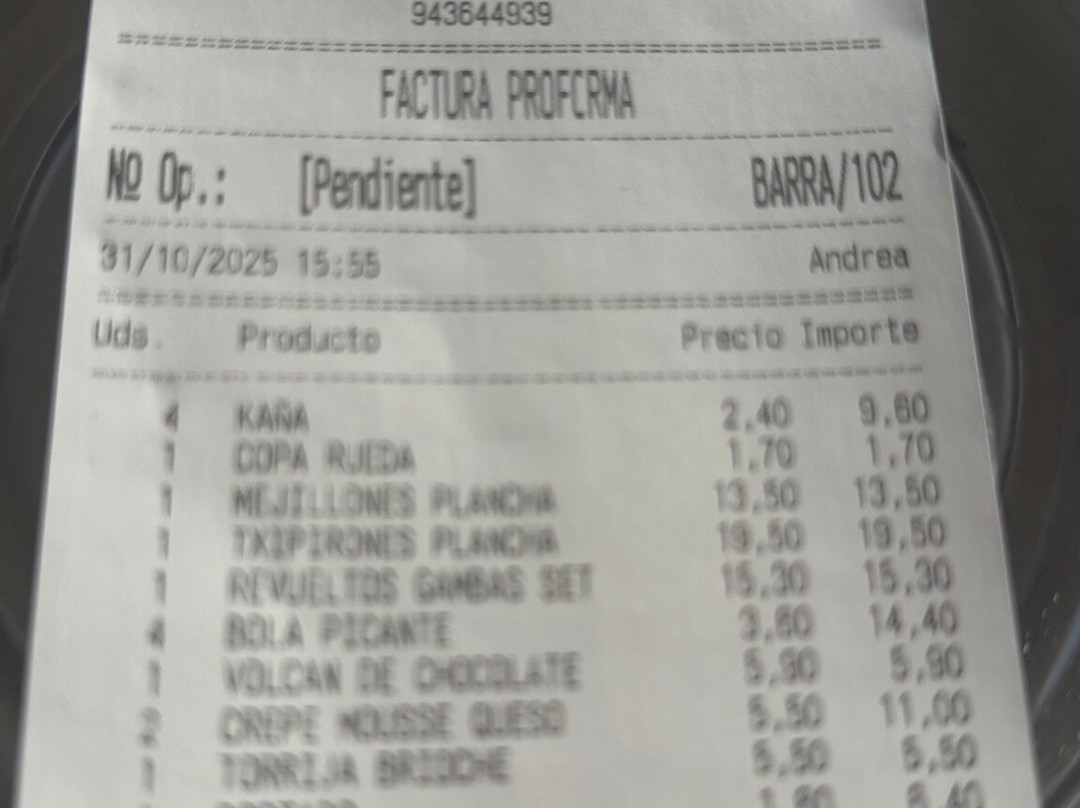 943644939
FACTURA PROFORMA
Nº Op.: [Pendiente] BARRA/102
31/10/2025 15:55 Andrea
Uds. Producto Precio Importe
4 KAÑA 2,40 9,60
1 COPA RUEDA 1,70 1,70
1 MEJILLONES PLANCHA 13,50 13,50
1 TXIPIRONES PLANCHA 19,50 19,50
1 REVUELTOS GAMBAS SET 15,30 15,30
4 BOLA PICANTE 3,60 14,40
1 VOLCAN DE CHOCOLATE 5,90 5,90
2 CREPE MOUSSE QUESO 5,50 11,00
1 TORRIJA BRIOCHE 5,50 5,50